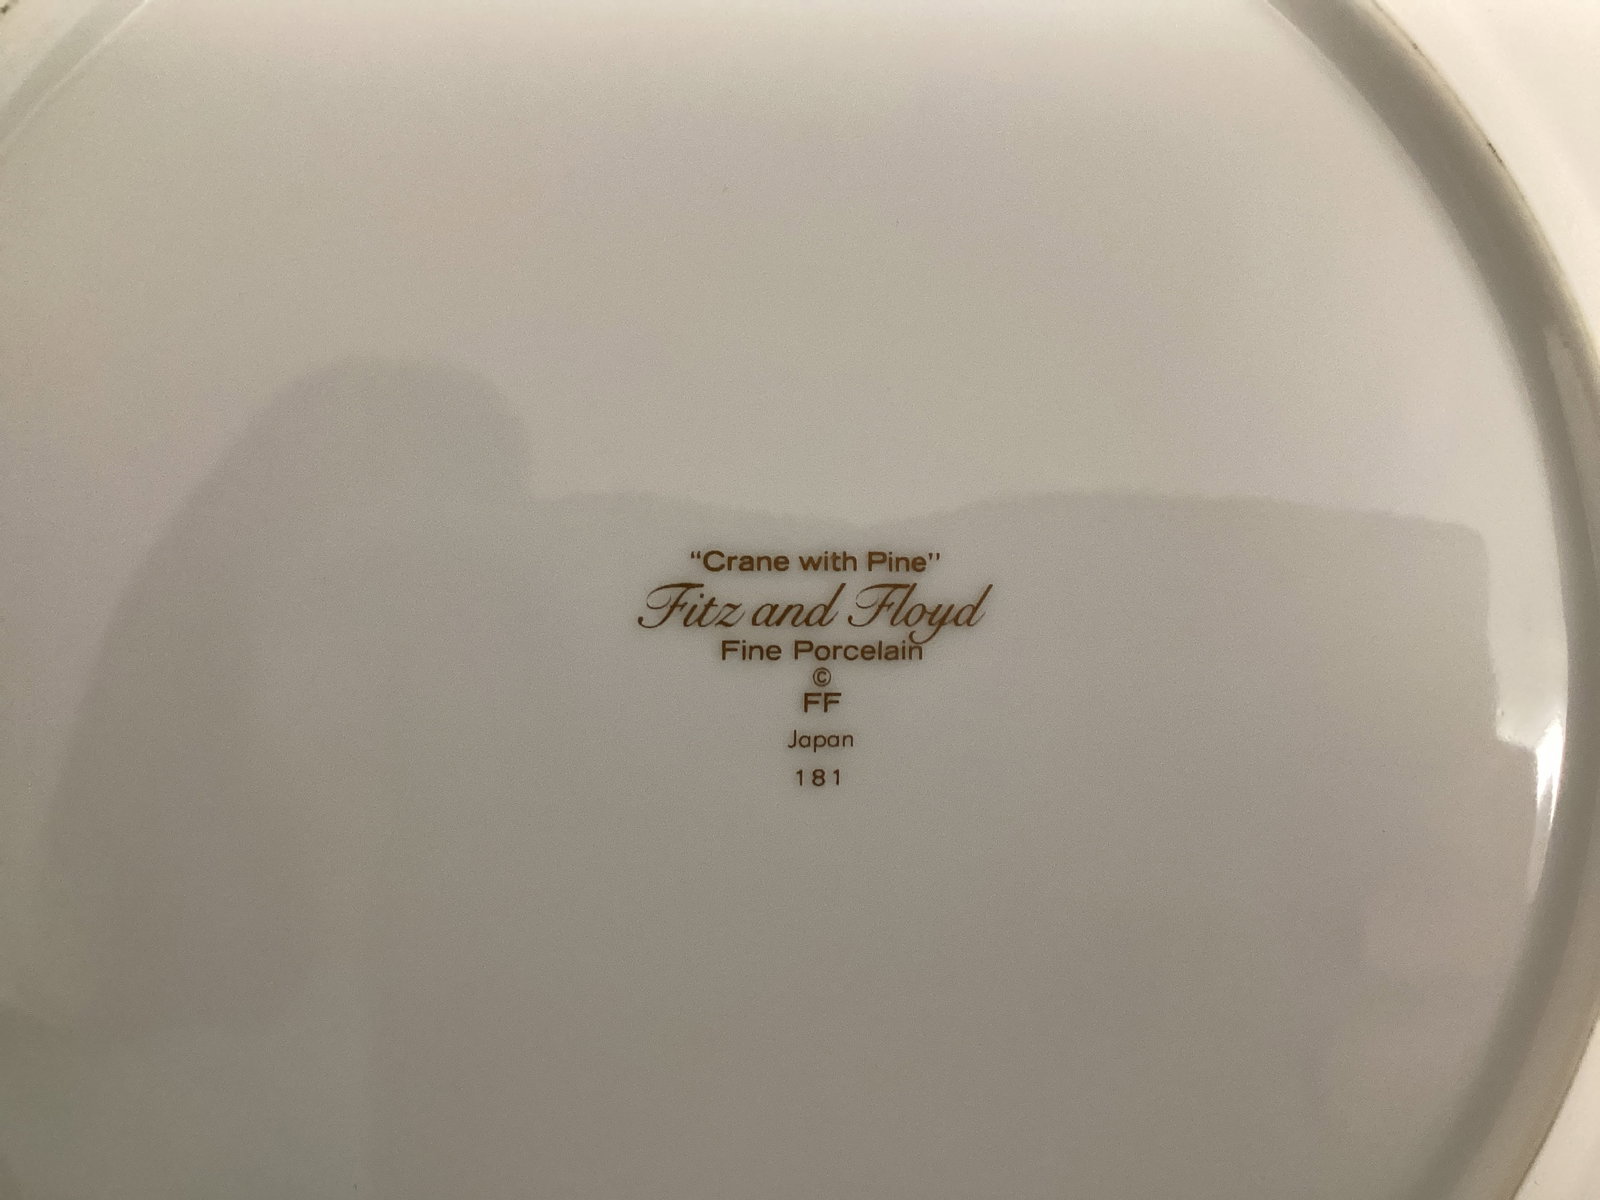 “Crane with Pine”
Fitz and Floyd
Fine Porcelain
©
FF
Japan
181